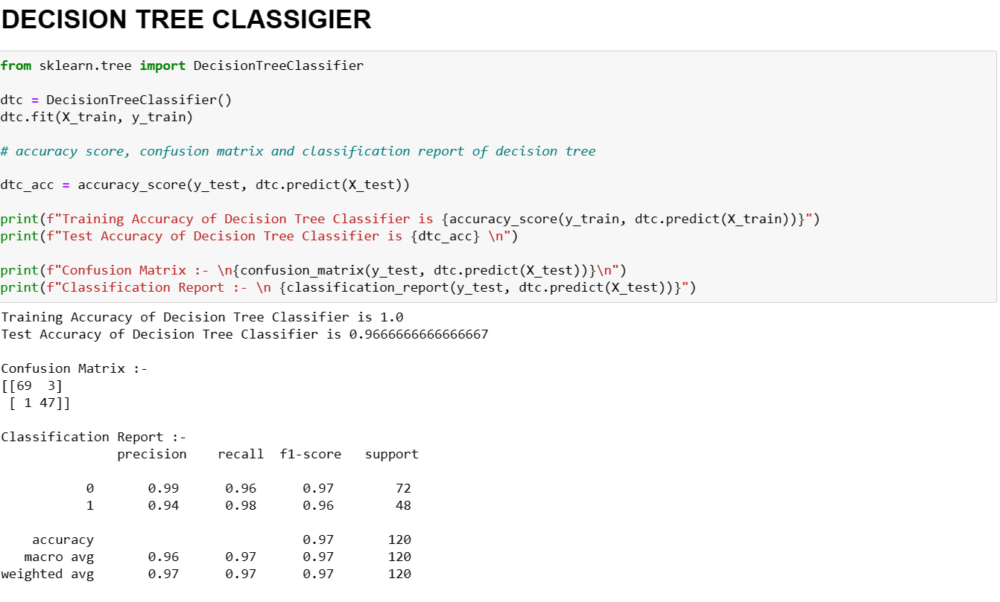 DECISION TREE CLASSIGIER
from sklearn.tree import DecisionTreeClassifier
dtc = DecisionTreeClassifier()
dtc.fit(X_train, y_train)
# accuracy score, confusion matrix and classification report of decision tree
dtc_acc = accuracy_score(y_test, dtc.predict(X_test))
print(f"Training Accuracy of Decision Tree Classifier is {accuracy_score(y_train, dtc.predict(X_train))}")
print(f"Test Accuracy of Decision Tree Classifier is {dtc_acc} \n")
print(f"Confusion Matrix :- \n{confusion_matrix(y_test, dtc.predict(X_test))}\n")
print(f"Classification Report :- \n {classification_report(y_test, dtc.predict(X_test))}")
Training Accuracy of Decision Tree Classifier is 1.0
Test Accuracy of Decision Tree Classifier is 0.9666666666666667
Confusion Matrix :-
[[69  3]
 [ 1 47]]
Classification Report :-
               precision    recall  f1-score   support
           0       0.99      0.96      0.97        72
           1       0.94      0.98      0.96        48
    accuracy                           0.97       120
   macro avg       0.96      0.97      0.97       120
weighted avg       0.97      0.97      0.97       120